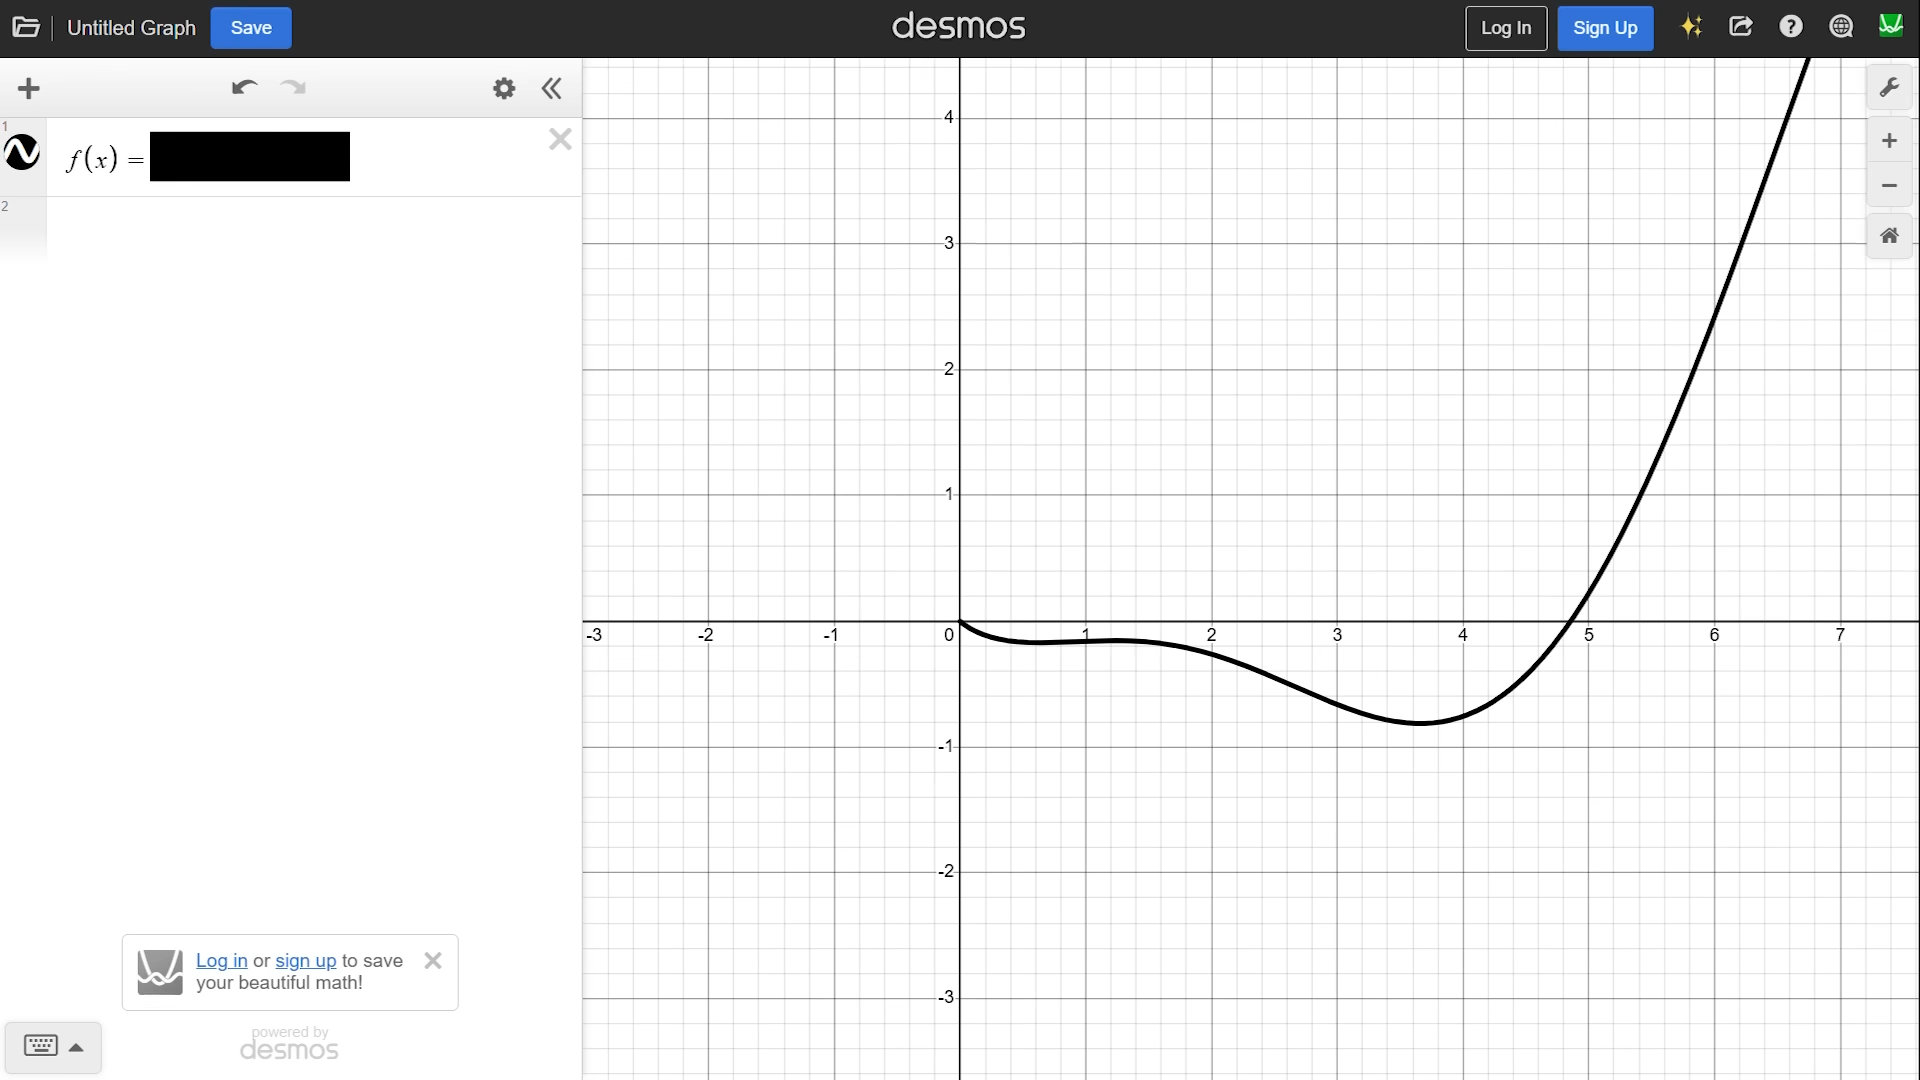 Untitled Graph
Save
desmos
Log In
Sign Up
1
f(x) =
2
4
3
2
1
-3 -2 -1 0 1 2 3 4 5 6 7
-1
-2
-3
Log in or sign up to save
your beautiful math!
powered by
desmos